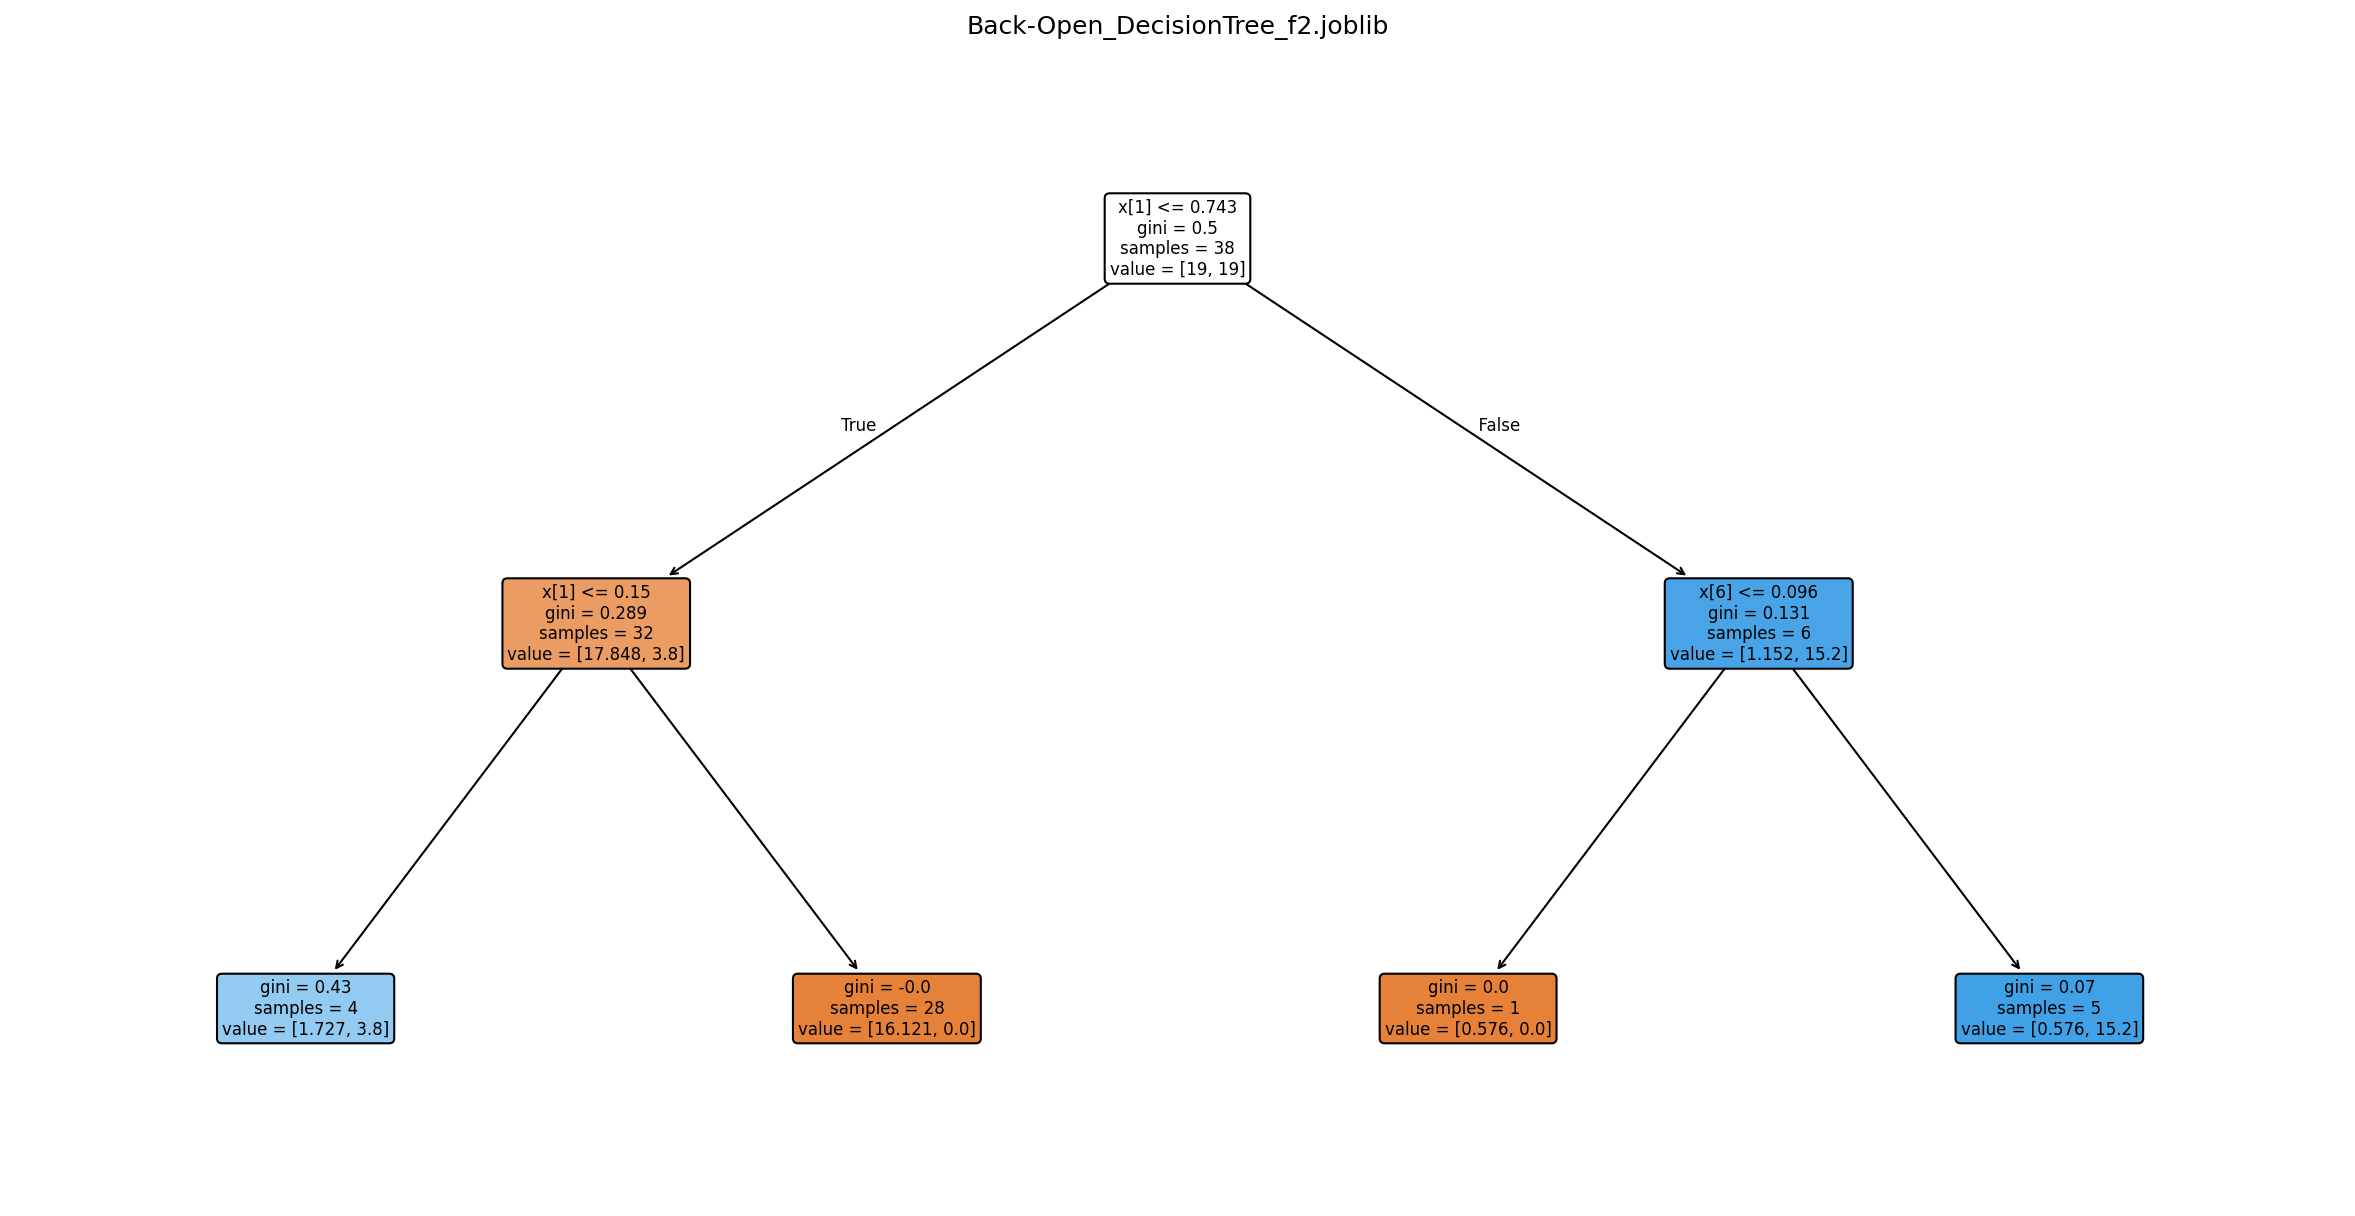 Back-Open_DecisionTree_f2.joblib
x[1] <= 0.743
gini = 0.5
samples = 38
value = [19, 19]
True
False
x[1] <= 0.15
gini = 0.289
samples = 32
value = [17.848, 3.8]
x[6] <= 0.096
gini = 0.131
samples = 6
value = [1.152, 15.2]
gini = 0.43
samples = 4
value = [1.727, 3.8]
gini = -0.0
samples = 28
value = [16.121, 0.0]
gini = 0.0
samples = 1
value = [0.576, 0.0]
gini = 0.07
samples = 5
value = [0.576, 15.2]